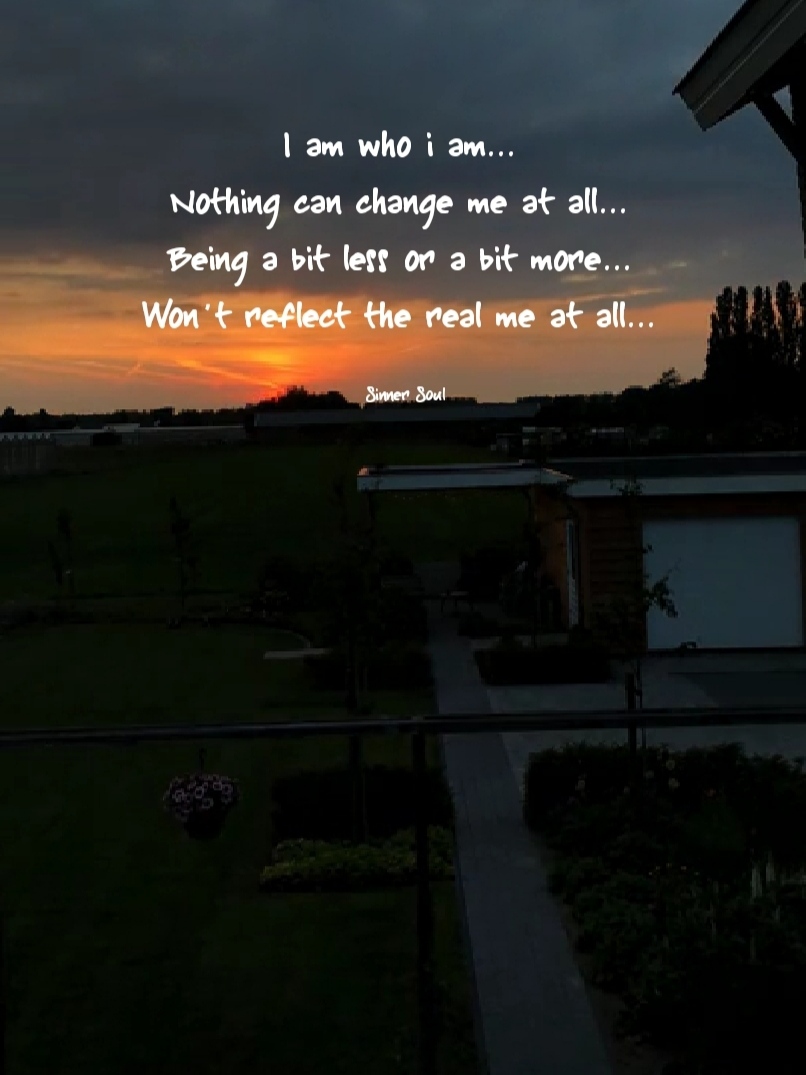 I am who i am...
Nothing can change me at all...
Being a bit less or a bit more...
Won't reflect the real me at all...
Sinner Soul